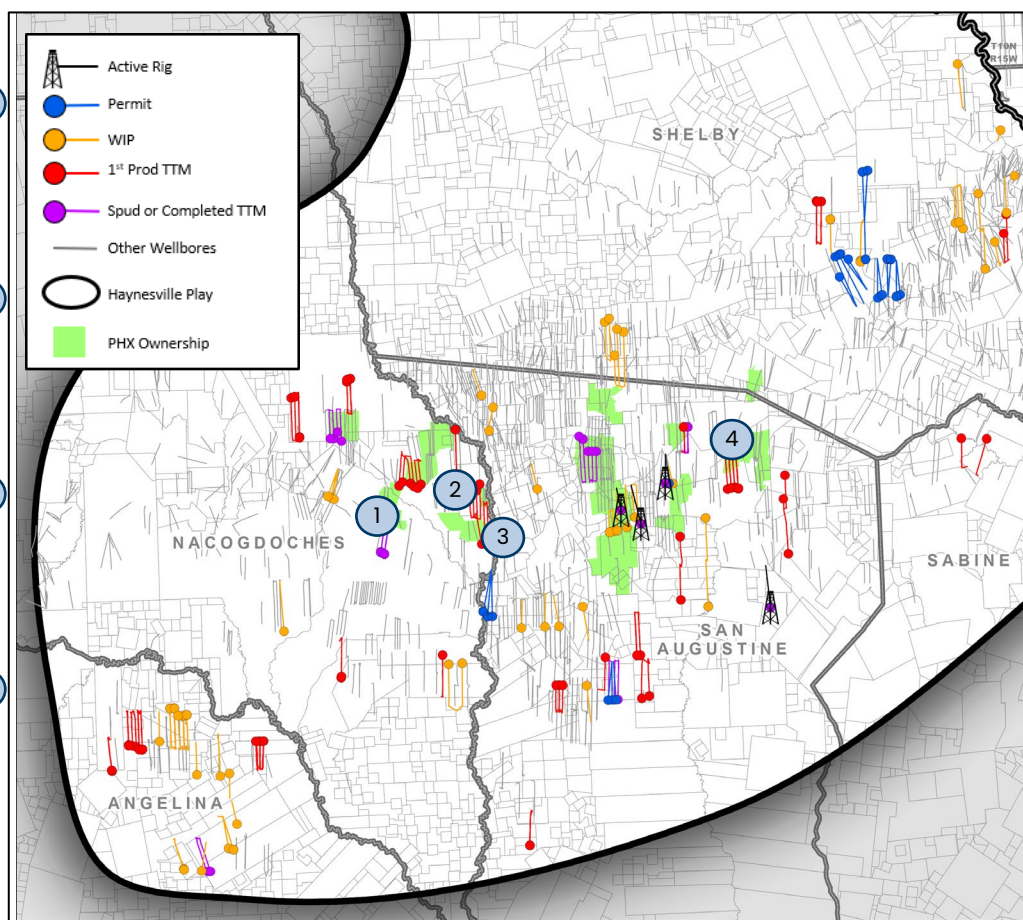 Active Rig
Permit
WIP
1st Prod TTM
Spud or Completed TTM
Other Wellbores
Haynesville Play
PHX Ownership
T10N
R15W
SHELBY
4
2
1
3
NACOGDOCHES
SABINE
SAN
AUGUSTINE
ANGELINA